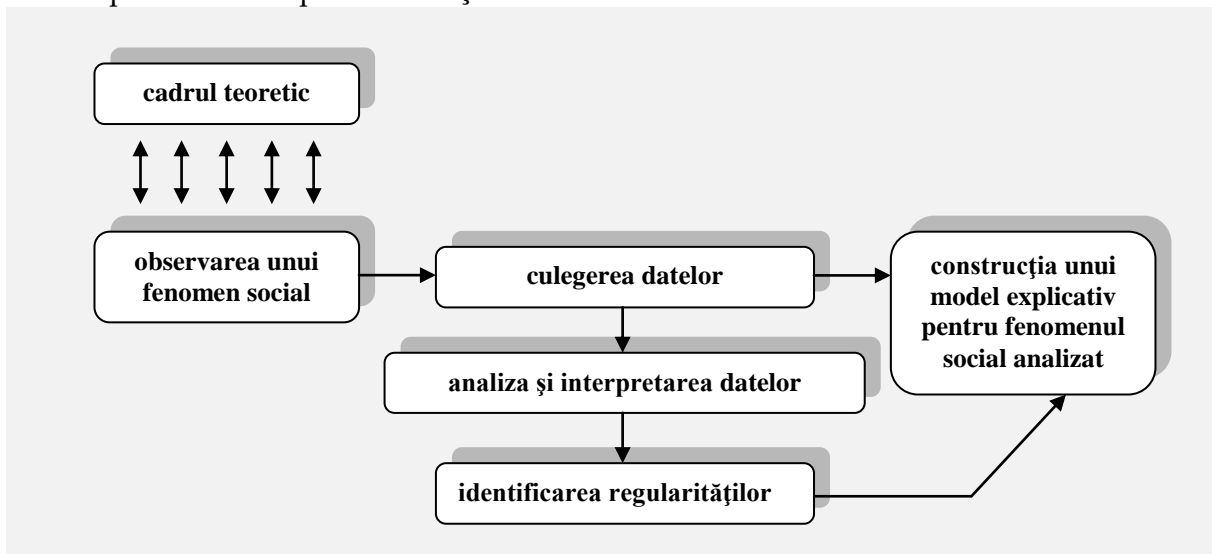 cadrul teoretic
observarea unui
fenomen social
culegerea datelor
construcţia unui
model explicativ
pentru fenomenul
social analizat
analiza şi interpretarea datelor
identificarea regularităţilor